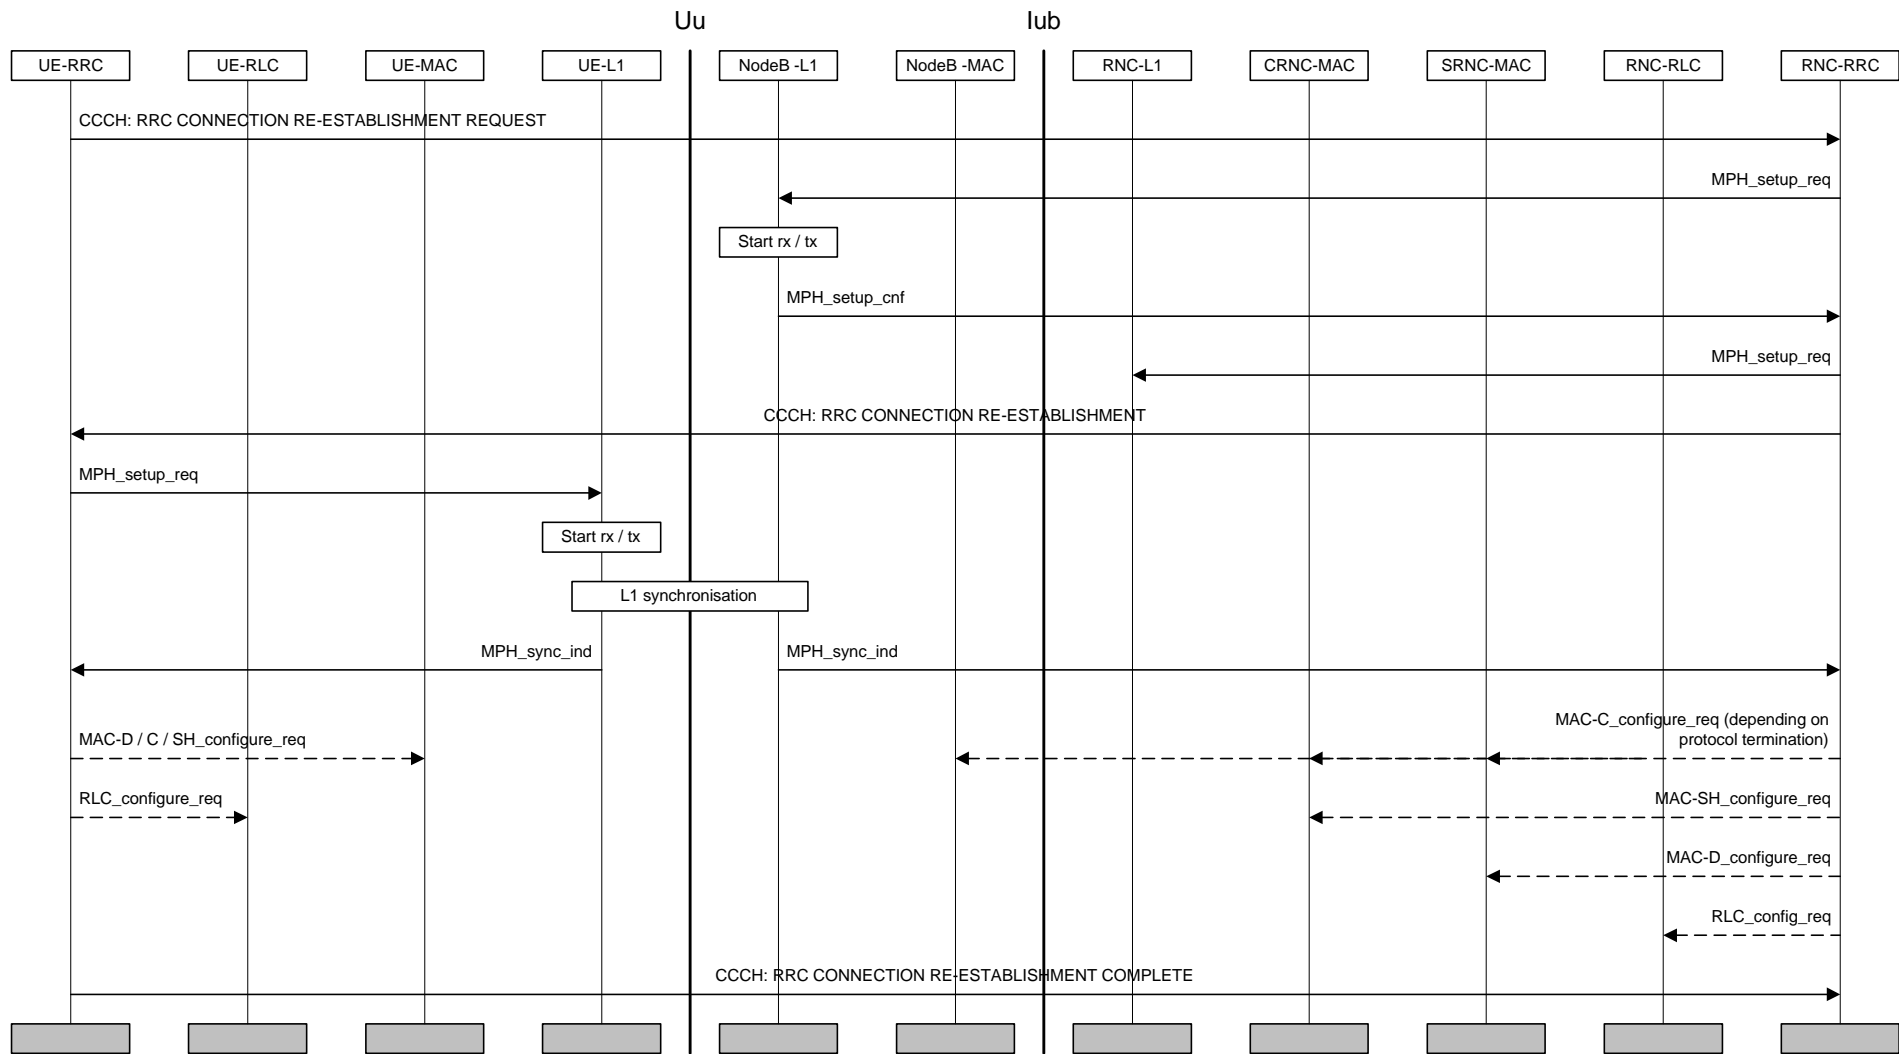 Uu
Iub
UE-RRC
UE-RLC
UE-MAC
UE-L1
NodeB -L1
NodeB -MAC
RNC-L1
CRNC-MAC
SRNC-MAC
RNC-RLC
RNC-RRC
CCCH: RRC CONNECTION RE-ESTABLISHMENT REQUEST
MPH_setup_req
Start rx / tx
MPH_setup_cnf
MPH_setup_req
CCCH: RRC CONNECTION RE-ESTABLISHMENT
MPH_setup_req
Start rx / tx
L1 synchronisation
MPH_sync_ind
MPH_sync_ind
MAC-D / C / SH_configure_req
MAC-C_configure_req (depending on
protocol termination)
RLC_configure_req
MAC-SH_configure_req
MAC-D_configure_req
RLC_config_req
CCCH: RRC CONNECTION RE-ESTABLISHMENT COMPLETE